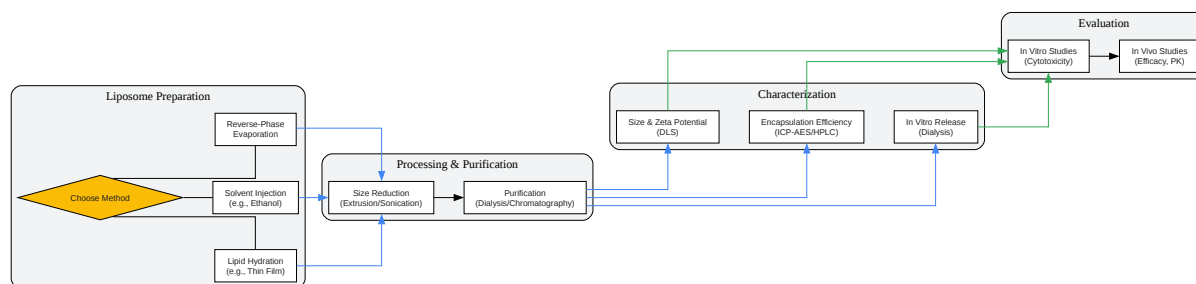 Evaluation
In Vitro Studies
(Cytotoxicity)
In Vivo Studies
(Efficacy, PK)
Liposome Preparation
Reverse-Phase
Evaporation
Choose Method
Solvent Injection
(e.g., Ethanol)
Lipid Hydration
(e.g., Thin Film)
Processing & Purification
Size Reduction
(Extrusion/Sonication)
Purification
(Dialysis/Chromatography)
Characterization
Size & Zeta Potential
(DLS)
Encapsulation Efficiency
(ICP-AES/HPLC)
In Vitro Release
(Dialysis)